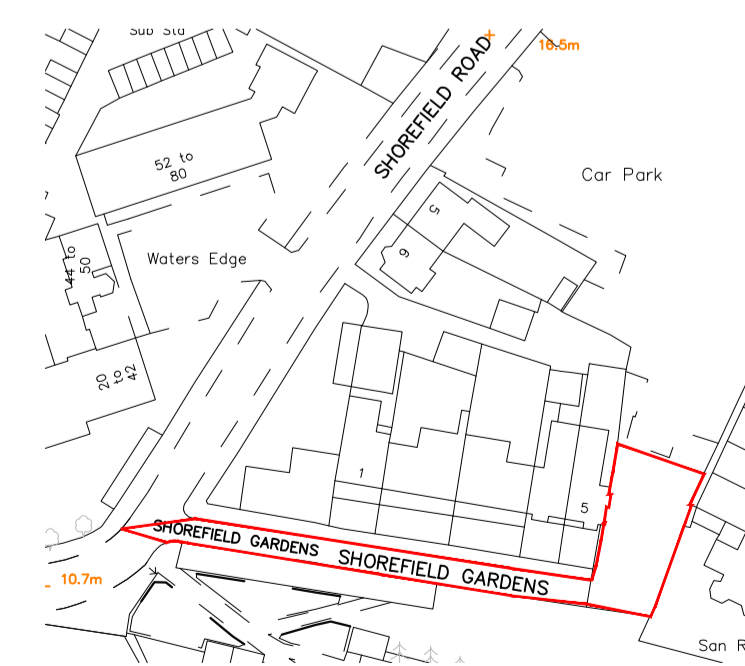 Sub Sta
SHOREFIELD ROAD
16.5m
52 to
80
Car Park
5
6
44 to
50
Waters Edge
20
to
42
1
5
SHOREFIELD GARDENS
SHOREFIELD GARDENS
10.7m
San R